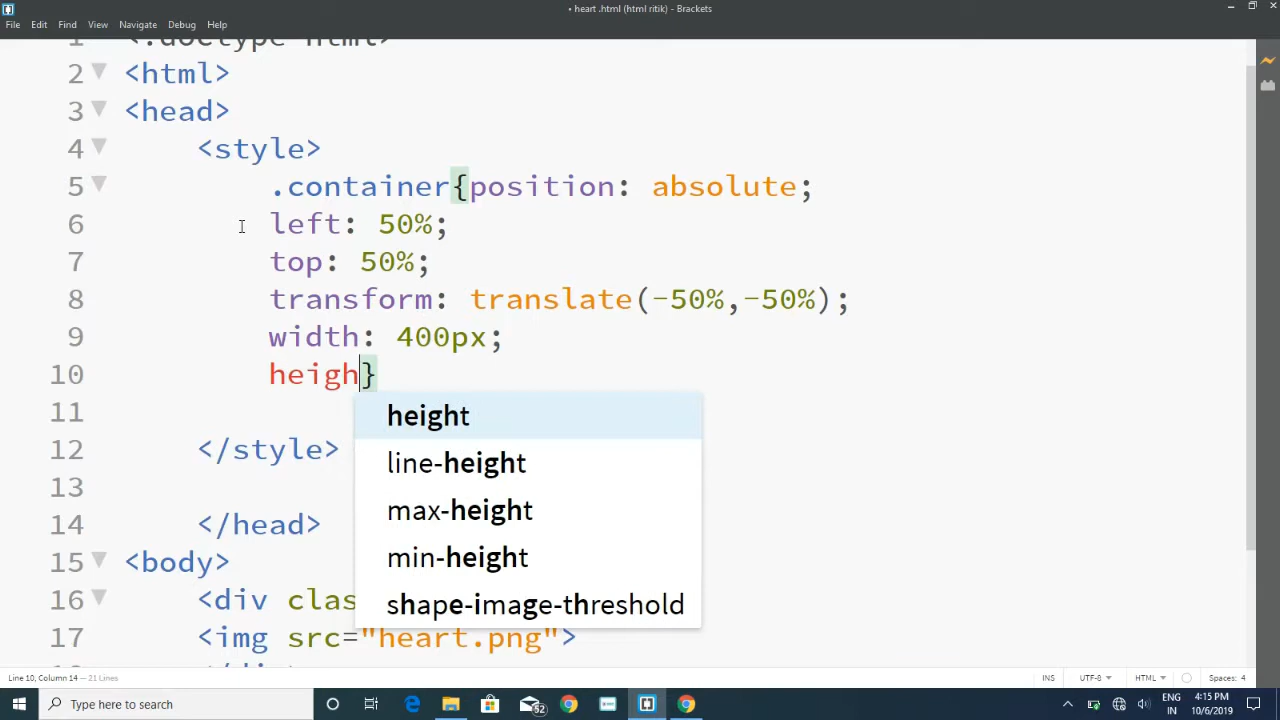 • heart .html (html ritik) - Brackets
File Edit Find View Navigate Debug Help
1 <!doctype html>
2 <html>
3 <head>
4 <style>
5 .container{position: absolute;
6 left: 50%;
7 top: 50%;
8 transform: translate(-50%,-50%);
9 width: 400px;
10 heigh}
height
11
line-height
12 </style>
13
max-height
14 </head>
min-height
15 <body>
16 <div clas
shape-image-threshold
17 <img src="heart.png">
Line 10, Column 14 — 21 Lines
INS UTF-8 HTML Spaces: 4
Type here to search
52
ENG
IN
4:15 PM
10/6/2019